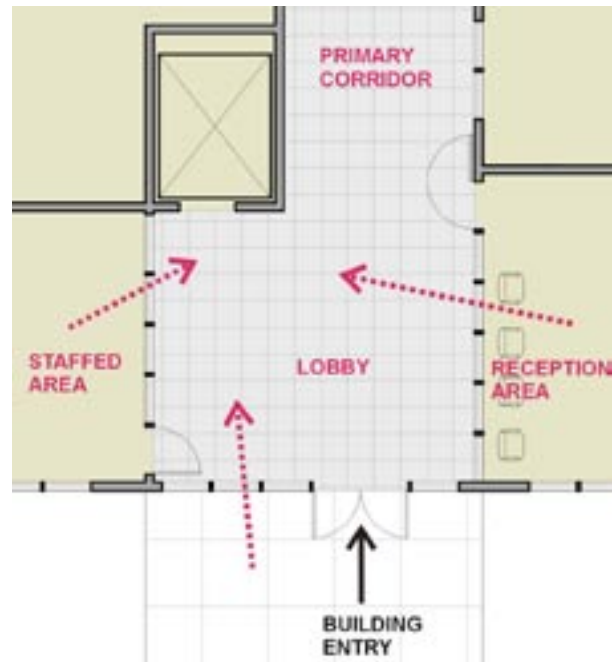 PRIMARY
CORRIDOR
STAFFED
AREA
LOBBY
RECEPTION
AREA
BUILDING
ENTRY